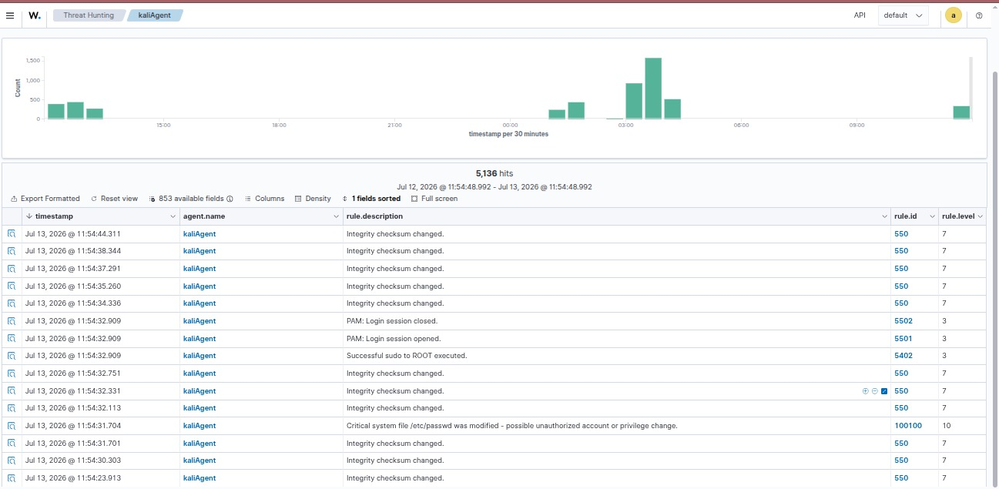 W. Threat Hunting kaliAgent API default a
1,500
1,000
500
0
Count
15:00 18:00 21:00 00:00 03:00 06:00 09:00
timestamp per 30 minutes
5,136 hits
Jul 12, 2026 @ 11:54:48.992 - Jul 13, 2026 @ 11:54:48.992
Export Formatted Reset view 853 available fields Columns Density 1 fields sorted Full screen
timestamp agent.name rule.description rule.id rule.level
Jul 13, 2026 @ 11:54:44.311 kaliAgent Integrity checksum changed. 550 7
Jul 13, 2026 @ 11:54:38.344 kaliAgent Integrity checksum changed. 550 7
Jul 13, 2026 @ 11:54:37.291 kaliAgent Integrity checksum changed. 550 7
Jul 13, 2026 @ 11:54:35.260 kaliAgent Integrity checksum changed. 550 7
Jul 13, 2026 @ 11:54:34.336 kaliAgent Integrity checksum changed. 550 7
Jul 13, 2026 @ 11:54:32.909 kaliAgent PAM: Login session closed. 5502 3
Jul 13, 2026 @ 11:54:32.909 kaliAgent PAM: Login session opened. 5501 3
Jul 13, 2026 @ 11:54:32.909 kaliAgent Successful sudo to ROOT executed. 5402 3
Jul 13, 2026 @ 11:54:32.751 kaliAgent Integrity checksum changed. 550 7
Jul 13, 2026 @ 11:54:32.331 kaliAgent Integrity checksum changed. 550 7
Jul 13, 2026 @ 11:54:32.113 kaliAgent Integrity checksum changed. 550 7
Jul 13, 2026 @ 11:54:31.704 kaliAgent Critical system file /etc/passwd was modified - possible unauthorized account or privilege change. 100100 10
Jul 13, 2026 @ 11:54:31.701 kaliAgent Integrity checksum changed. 550 7
Jul 13, 2026 @ 11:54:30.303 kaliAgent Integrity checksum changed. 550 7
Jul 13, 2026 @ 11:54:23.913 kaliAgent Integrity checksum changed. 550 7